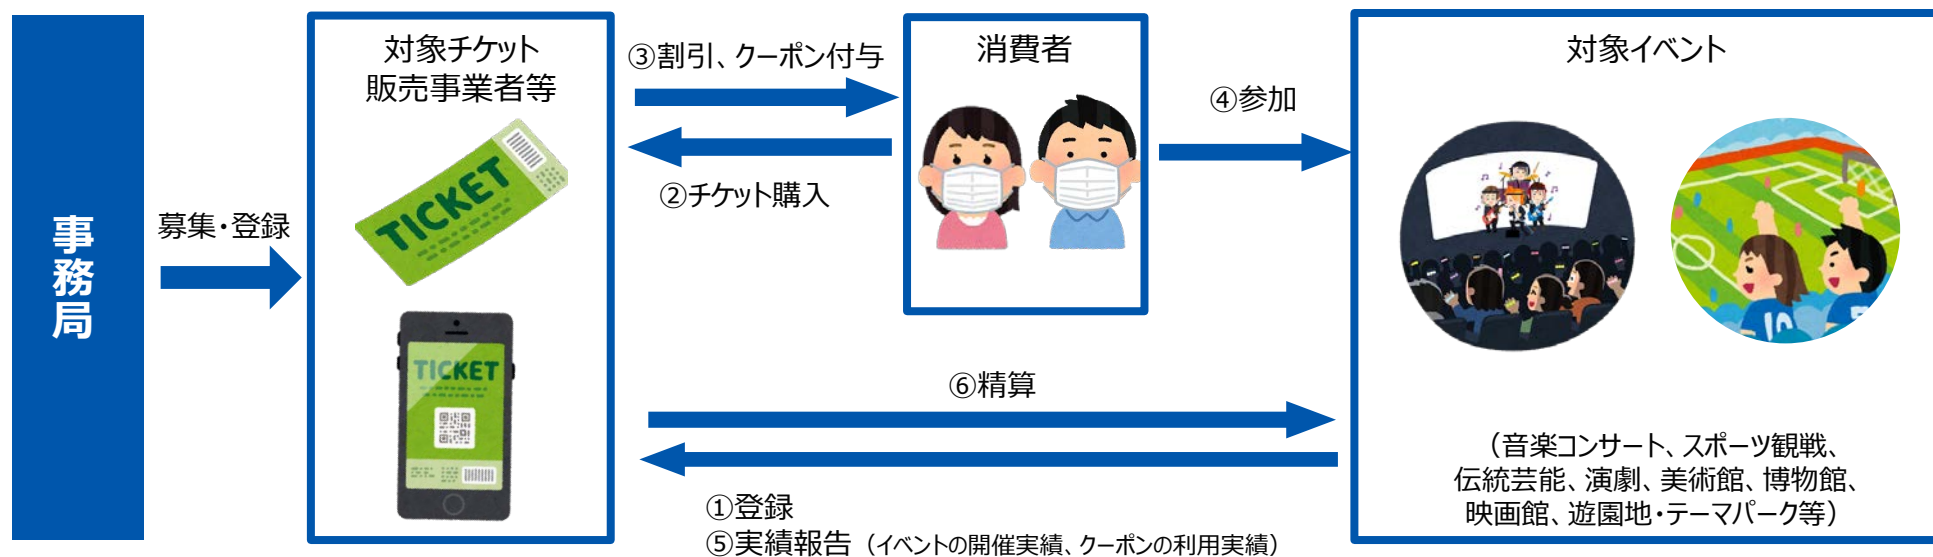 事務局
募集・登録
対象チケット
販売事業者等
TICKET
TICKET
③割引、クーポン付与
②チケット購入
消費者
④参加
対象イベント
10
⑥精算
①登録
⑤実績報告（イベントの開催実績、クーポンの利用実績）
（音楽コンサート、スポーツ観戦、
伝統芸能、演劇、美術館、博物館、
映画館、遊園地・テーマパーク等）